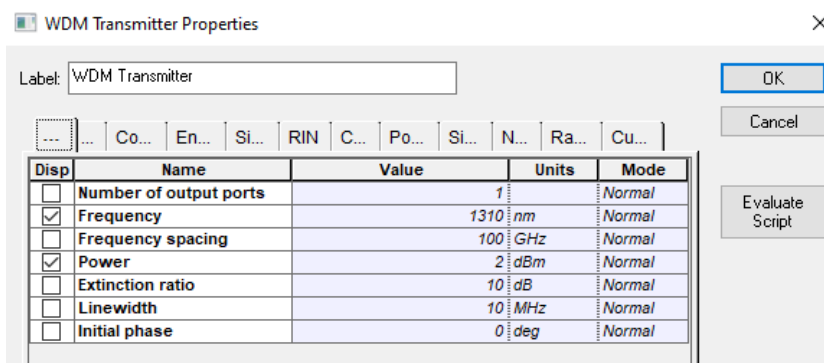 WDM Transmitter Properties
Label: WDM Transmitter
OK
Cancel
Evaluate Script
... ... Co... En... Si... RIN C... Po... Si... N... Ra... Cu...
Disp Name Value Units Mode
Number of output ports 1 Normal
Frequency 1310 nm Normal
Frequency spacing 100 GHz Normal
Power 2 dBm Normal
Extinction ratio 10 dB Normal
Linewidth 10 MHz Normal
Initial phase 0 deg Normal